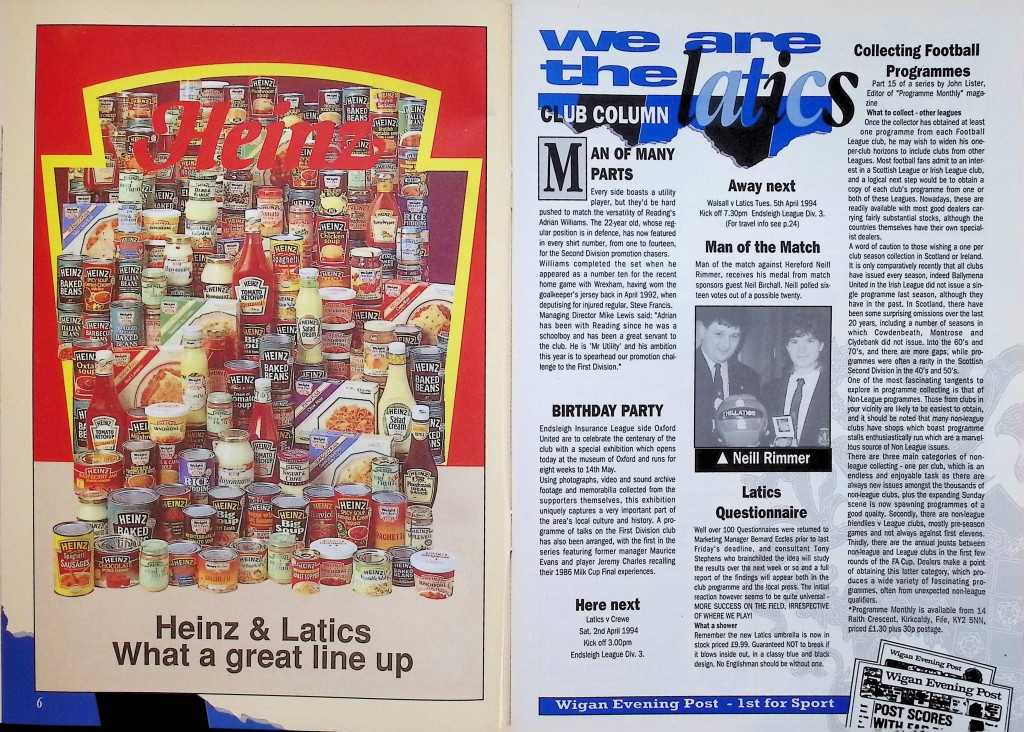 Heinz
Heinz & Latics
What a great line up
6
we are
the latics
CLUB COLUMN
MAN OF MANY
PARTS
Every side boasts a utility
player, but they'd be hard
pushed to match the versatility of Reading's
Adrian Williams. The 22-year old, whose reg-
ular position is in defence, has now featured
in every shirt number, from one to fourteen,
for the Second Division promotion chasers.
Williams completed the set when he
appeared as a number ten for the recent
home game with Wrexham, having worn the
goalkeeper's jersey back in April 1992, when
deputising for injured regular, Steve Francis.
Managing Director Mike Lewis said: "Adrian
has been with Reading since he was a
schoolboy and has been a great servant to
the club. He is 'Mr Utility' and his ambition
this year is to spearhead our promotion chal-
lenge to the First Division."
BIRTHDAY PARTY
Endsleigh Insurance League side Oxford
United are to celebrate the centenary of the
club with a special exhibition which opens
today at the museum of Oxford and runs for
eight weeks to 14th May.
Using photographs, video and sound archive
footage and memorabilia collected from the
supporters themselves, this exhibition
uniquely captures a very important part of
the area's local culture and history. A pro-
gramme of talks on the First Division club
has also been arranged, with the first in the
series featuring former manager Maurice
Evans and player Jeremy Charles recalling
their 1986 Milk Cup Final experiences.
Here next
Latics v Crewe
Sat. 2nd April 1994
Kick off 3.00pm
Endsleigh League Div. 3.
Away next
Walsall v Latics Tues. 5th April 1994
Kick off 7.30pm Endsleigh League Div. 3.
(For travel info see p.24)
Man of the Match
Man of the match against Hereford Neill
Rimmer, receives his medal from match
sponsors guest Neil Birchall. Neill polled six-
teen votes out of a possible twenty.
▲ Neill Rimmer
Latics
Questionnaire
Well over 100 Questionnaires were returned to
Marketing Manager Bernard Eccles prior to last
Friday's deadline, and consultant Tony
Stephens who brainchilded the idea will study
the results over the next week or so and a full
report of the findings will appear both in the
club programme and the local press. The initial
reaction however seems to be quite universal -
MORE SUCCESS ON THE FIELD, IRRESPECTIVE
OF WHERE WE PLAY!
What a shower
Remember the new Latics umbrella is now in
stock priced £9.99. Guaranteed NOT to break if
it blows inside out, in a classy blue and black
design. No Englishman should be without one.
Collecting Football
Programmes
Part 15 of a series by John Lister,
Editor of "Programme Monthly" maga-
zine
What to collect - other leagues
Once the collector has obtained at least
one programme from each Football
League club, he may wish to widen his one-
per-club horizons to include clubs from other
Leagues. Most football fans admit to an inter-
est in a Scottish League or Irish League club,
and a logical next step would be to obtain a
copy of each club's programme from one or
both of these Leagues. Nowadays, these are
readily available with most good dealers car-
rying fairly substantial stocks, although the
countries themselves have their own special-
ist dealers.
A word of caution to those wishing a one per
club season collection in Scotland or Ireland.
It is only comparatively recently that all clubs
have issued every season, indeed Ballymena
United in the Irish League did not issue a sin-
gle programme last season, although they
have in the past. In Scotland, there have
been some surprising omissions over the last
20 years, including a number of seasons in
which Cowdenbeath, Montrose and
Clydebank did not issue. Into the 60's and
70's, and there are more gaps, while pro-
grammes were often a rarity in the Scottish
Second Division in the 40's and 50's.
One of the most fascinating tangents to
explore in programme collecting is that of
Non-League programmes. Those from clubs in
your vicinity are likely to be easiest to obtain,
and it should be noted that many non-league
clubs have shops which boast programme
stalls enthusiastically run which are a marvel-
lous source of Non League issues.
There are three main categories of non-
league collecting - one per club, which is an
endless and enjoyable task as there are
always new issues amongst the thousands of
non-league clubs, plus the expanding Sunday
scene is now spawning programmes of a
good quality. Secondly, there are non-league
friendlies v League clubs, mostly pre-season
games and not always against first elevens.
Thirdly, there are the annual jousts between
non-league and League clubs in the first few
rounds of the FA Cup. Dealers make a point
of obtaining this latter category, which pro-
duces a wide variety of fascinating pro-
grammes, often from unexpected non-league
qualifiers.
*Programme Monthly is available from 14
Raith Crescent, Kirkcaldy, Fife, KY2 5NN,
priced £1.30 plus 30p postage.
Wigan Evening Post - 1st for Sport
Wigan Evening Post
Wigan Evening Post
POST SCORES